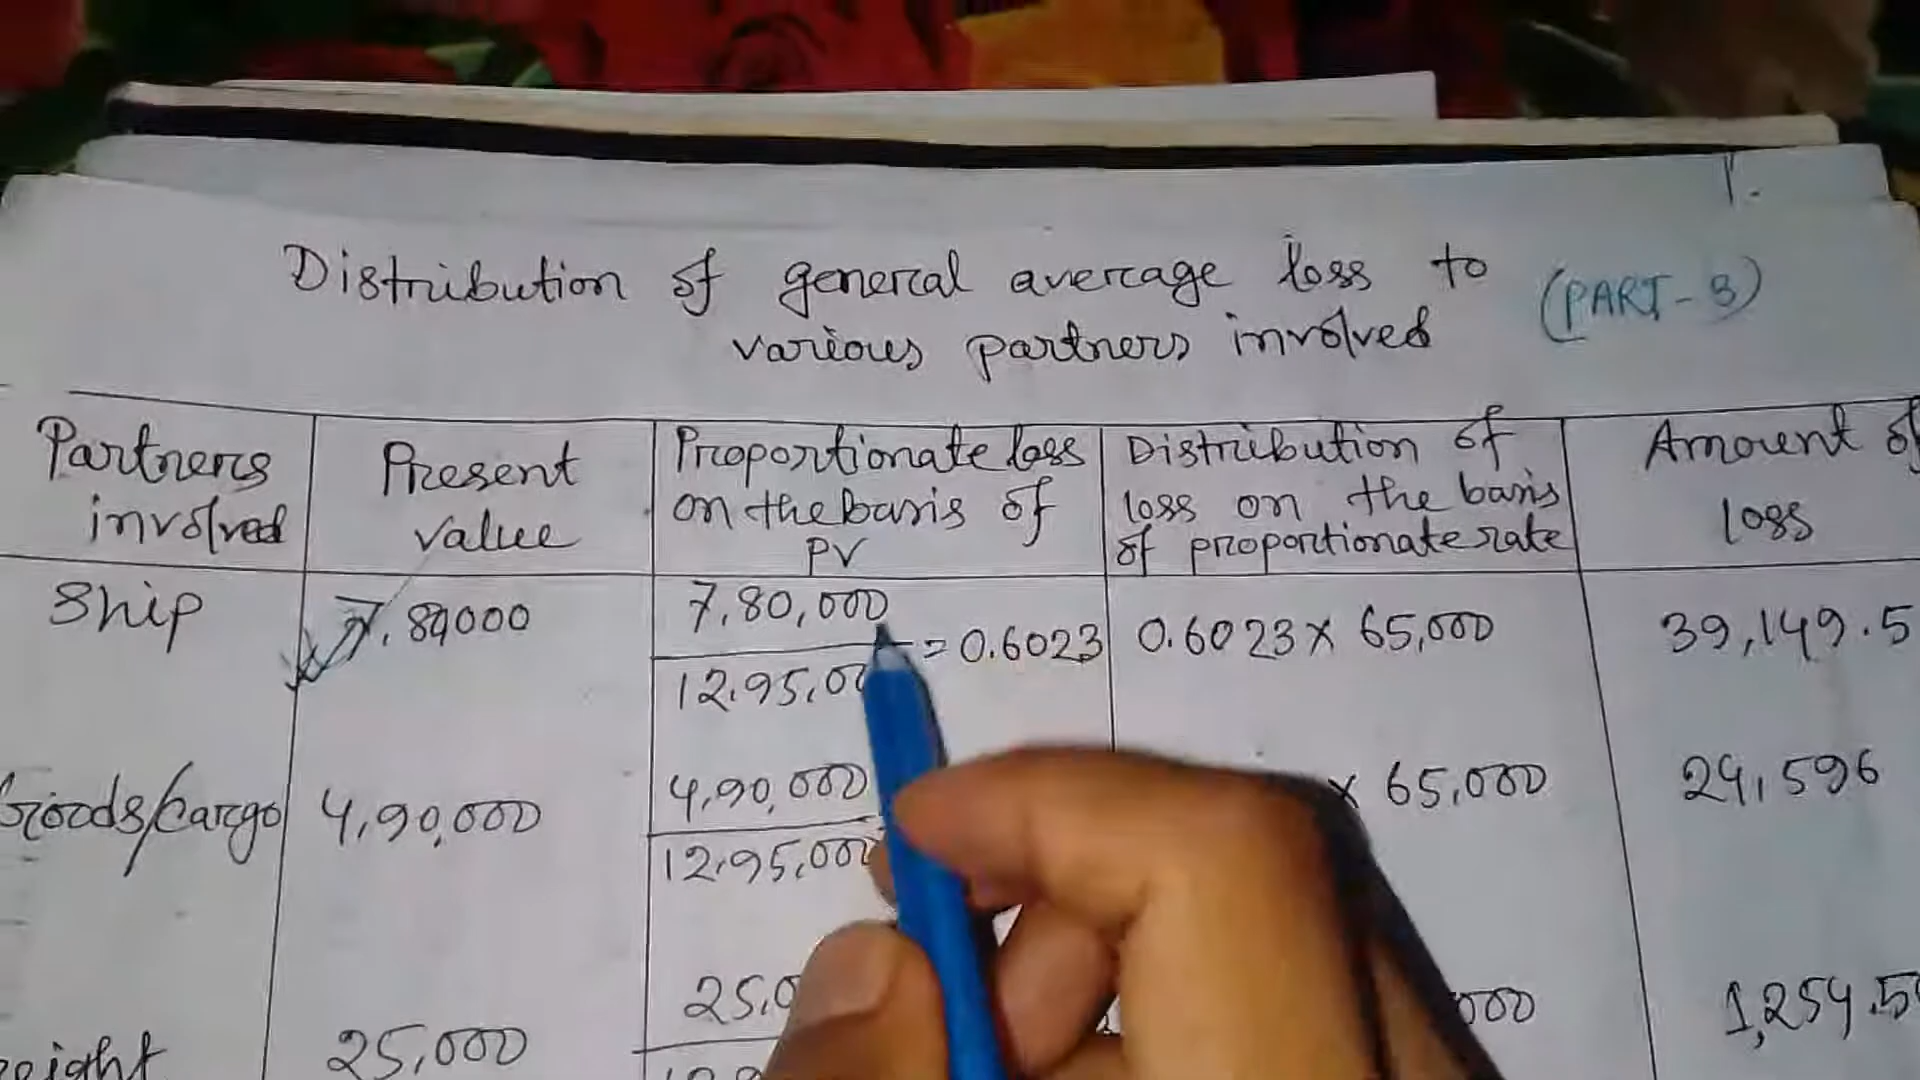 1.
Distribution of general average loss to
various partners involved
(PART-3)
Partners
involved
Present
value
Proportionate loss
on the basis of
PV
Distribution of
loss on the basis
of proportionate rate
Amount of
loss
Ship
7,80,000
= 0.6023
12,95,00
0.6023 x 65,000
39,149.5
Goods/Cargo
4,90,000
4,90,000
12,95,000
x 65,000
24,596
25,000
25,0
000
1,254.5